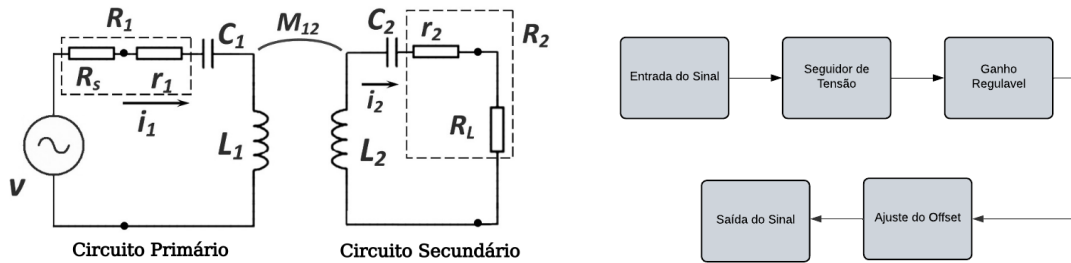 R1
C1
M12
C2
r2
R2
Rs
r1
i1
i2
L1
L2
RL
v
Circuito Primário
Circuito Secundário
Entrada do Sinal
Seguidor de
Tensão
Ganho
Regulavel
Saída do Sinal
Ajuste do Offset